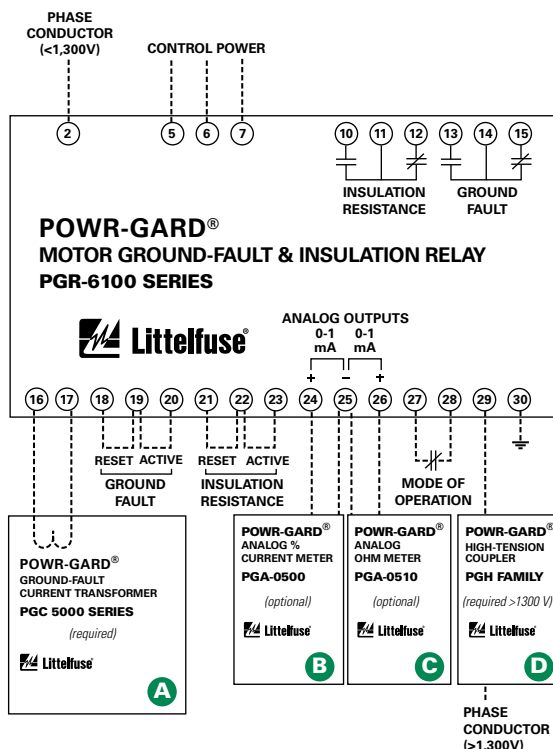 PHASE
CONDUCTOR
(<1,300V)
CONTROL POWER
2
5
6
7
10
11
12
13
14
15
INSULATION
RESISTANCE
GROUND
FAULT
POWR-GARD®
MOTOR GROUND-FAULT & INSULATION RELAY
PGR-6100 SERIES
Littelfuse®
ANALOG OUTPUTS
0-1
mA
0-1
mA
+
–
+
16
17
18
19
20
21
22
23
24
25
26
27
28
29
30
RESET ACTIVE
GROUND
FAULT
RESET ACTIVE
INSULATION
RESISTANCE
MODE OF
OPERATION
POWR-GARD®
GROUND-FAULT
CURRENT TRANSFORMER
PGC 5000 SERIES
(required)
Littelfuse®
A
POWR-GARD®
ANALOG %
CURRENT METER
PGA-0500
(optional)
Littelfuse®
B
POWR-GARD®
ANALOG
OHM METER
PGA-0510
(optional)
Littelfuse®
C
POWR-GARD®
HIGH-TENSION
COUPLER
PGH FAMILY
(required >1300 V)
Littelfuse®
D
PHASE
CONDUCTOR
(>1,300V)